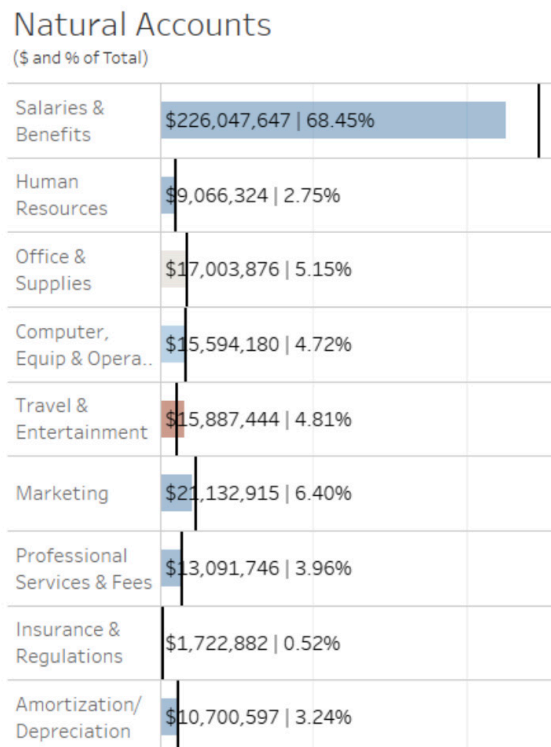 Natural Accounts
($ and % of Total)
Salaries &
Benefits
$226,047,647 | 68.45%
Human
Resources
$9,066,324 | 2.75%
Office &
Supplies
$17,003,876 | 5.15%
Computer,
Equip & Opera..
$15,594,180 | 4.72%
Travel &
Entertainment
$15,887,444 | 4.81%
Marketing
$21,132,915 | 6.40%
Professional
Services & Fees
$13,091,746 | 3.96%
Insurance &
Regulations
$1,722,882 | 0.52%
Amortization/
Depreciation
$10,700,597 | 3.24%